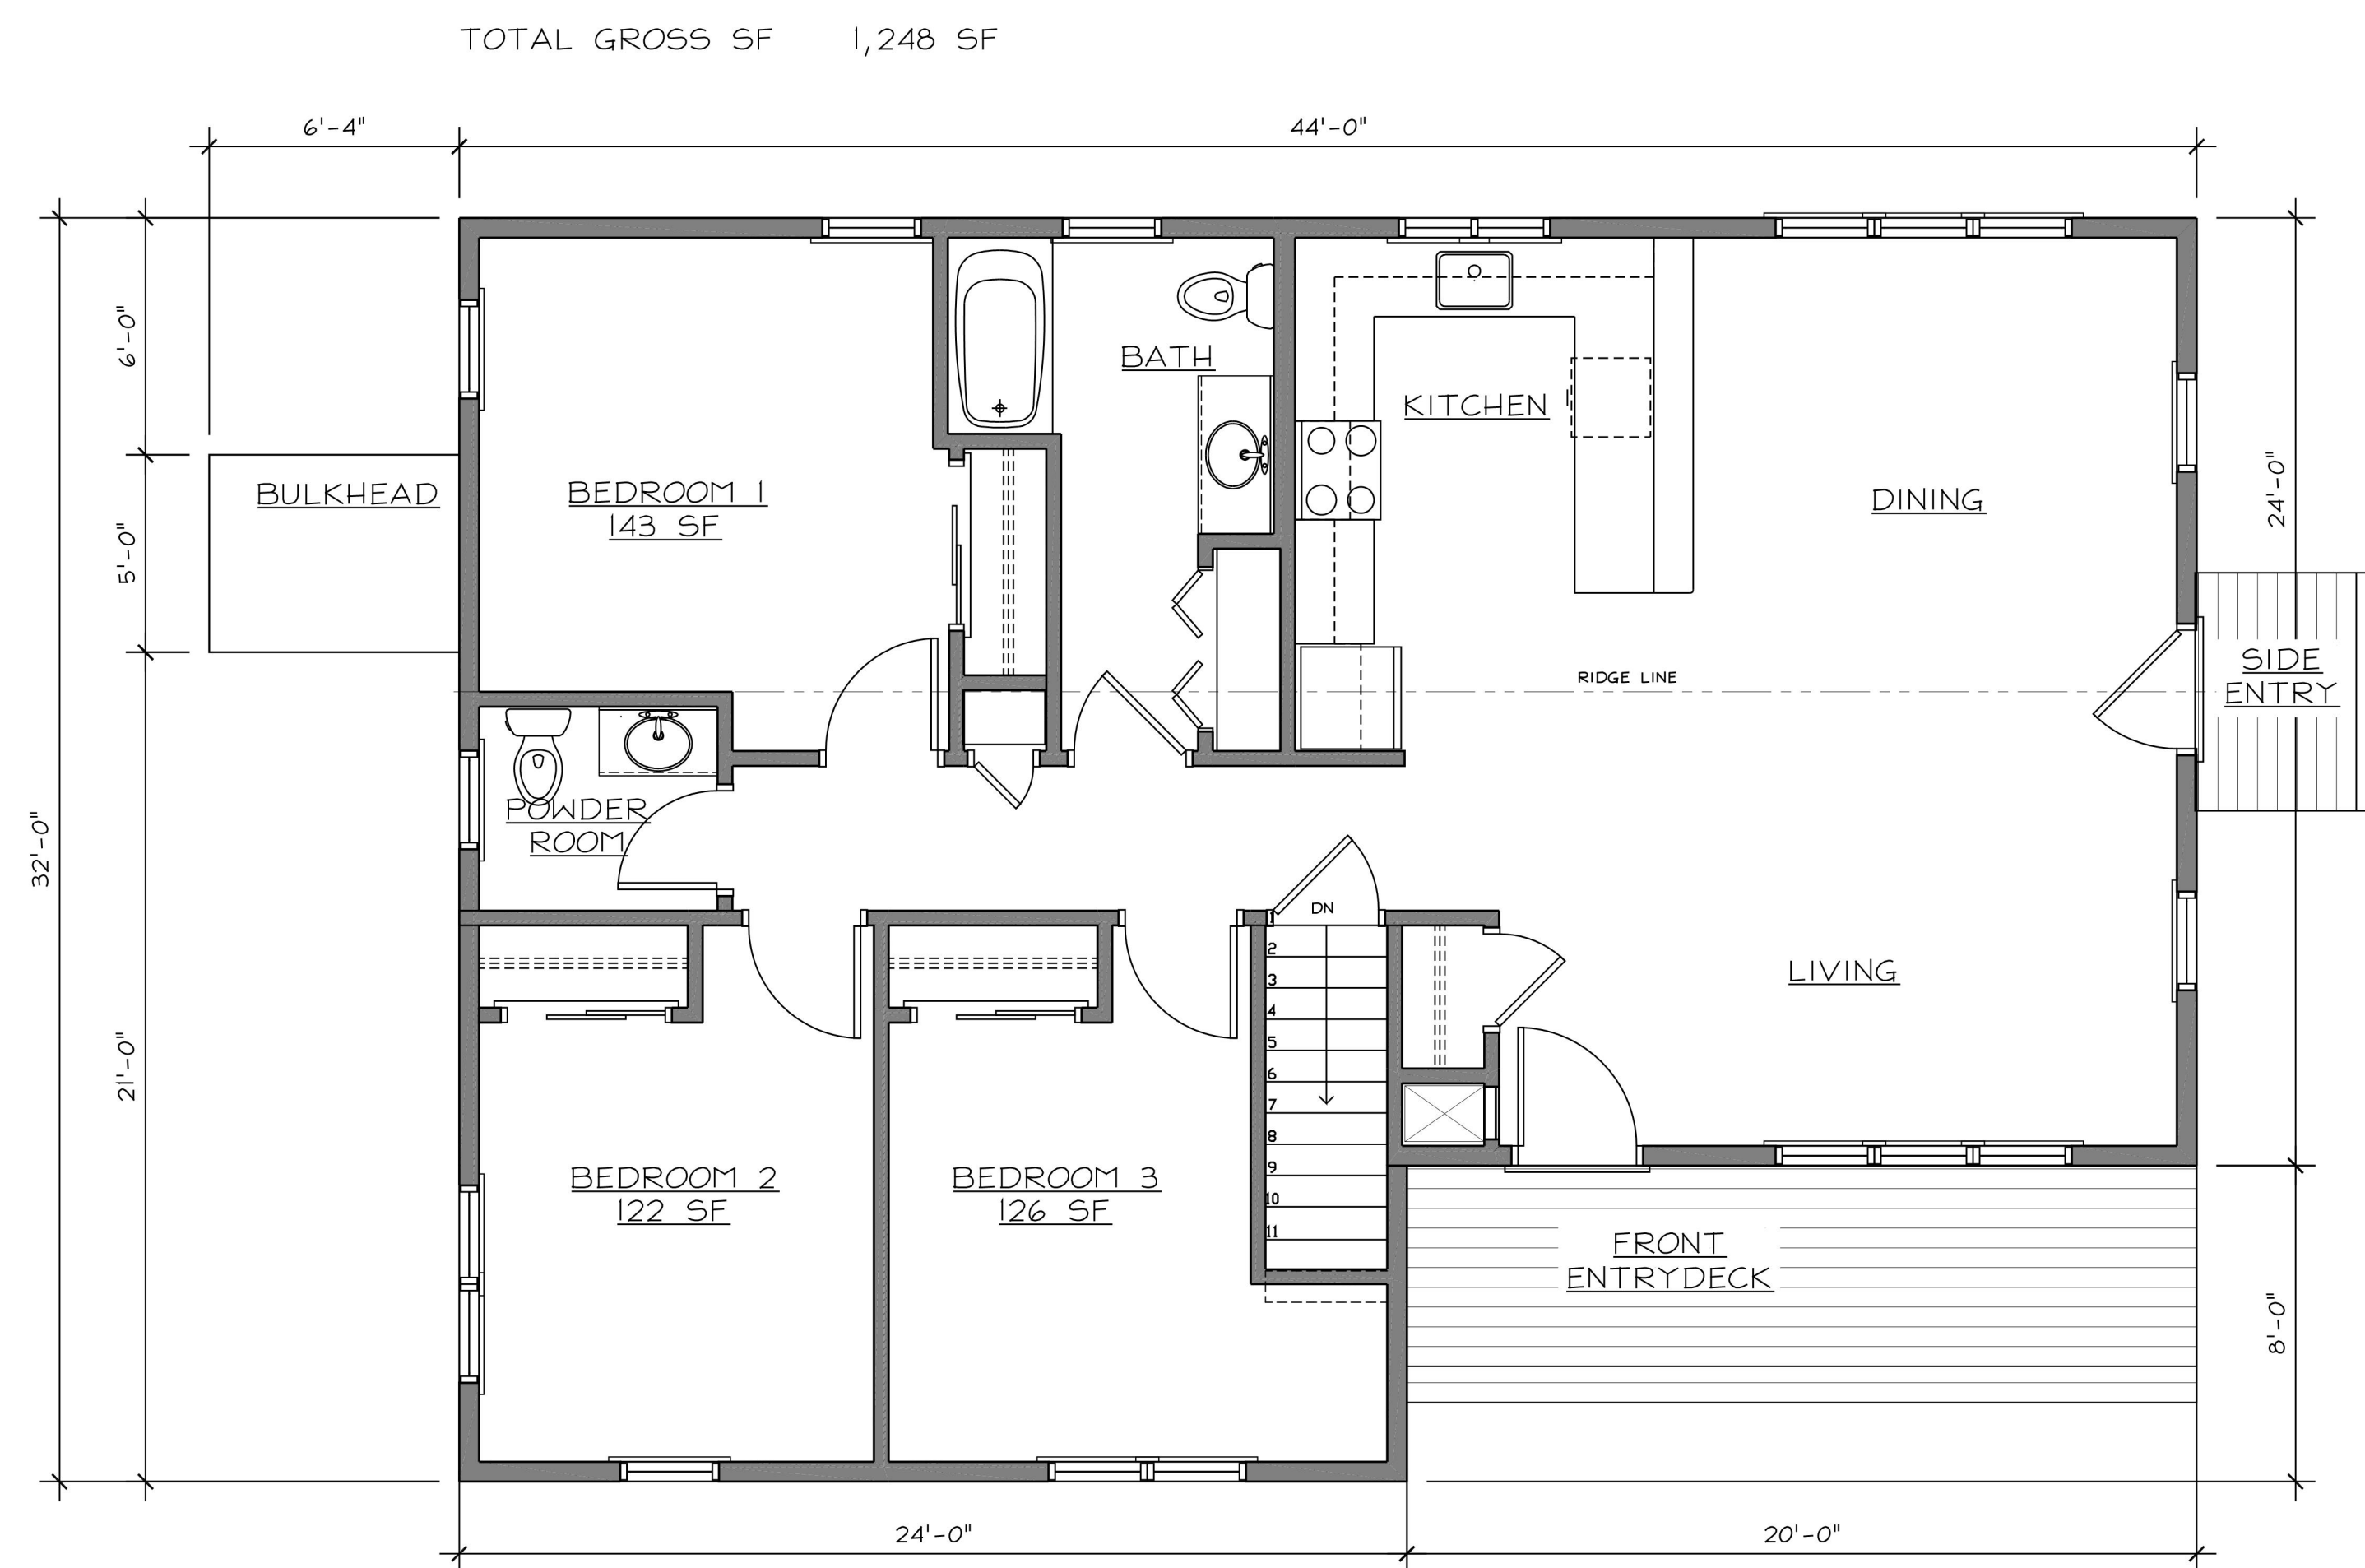 TOTAL GROSS SF 1,248 SF
6'-4"
44'-0"
6'-0"
BATH
KITCHEN
BULKHEAD
BEDROOM 1
143 SF
DINING
24'-0"
5'-0"
RIDGE LINE
SIDE
ENTRY
POWDER
ROOM
32'-0"
DN
1
2
3
4
5
6
7
8
9
10
11
LIVING
21'-0"
BEDROOM 2
122 SF
BEDROOM 3
126 SF
FRONT
ENTRYDECK
8'-0"
24'-0"
20'-0"